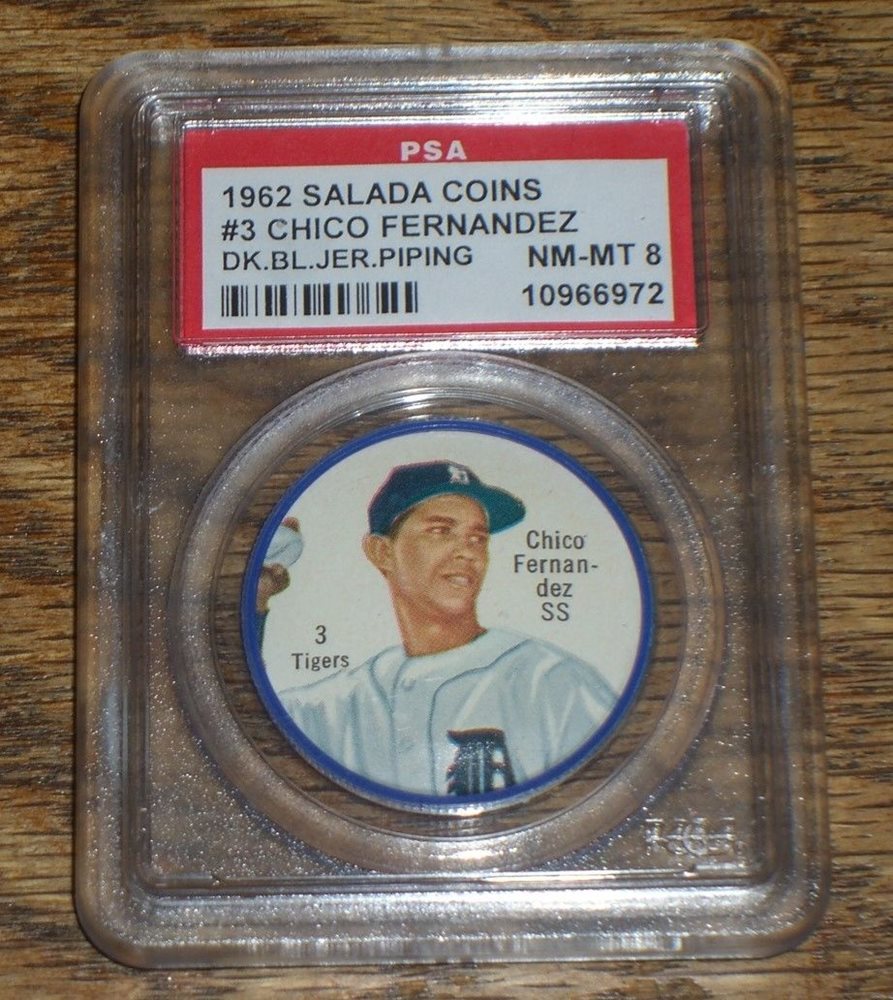 PSA
1962 SALADA COINS
#3 CHICO FERNANDEZ
DK.BL.JER.PIPING NM-MT 8
10966972
D
Chico
Fernan-
dez
SS
3
Tigers
D